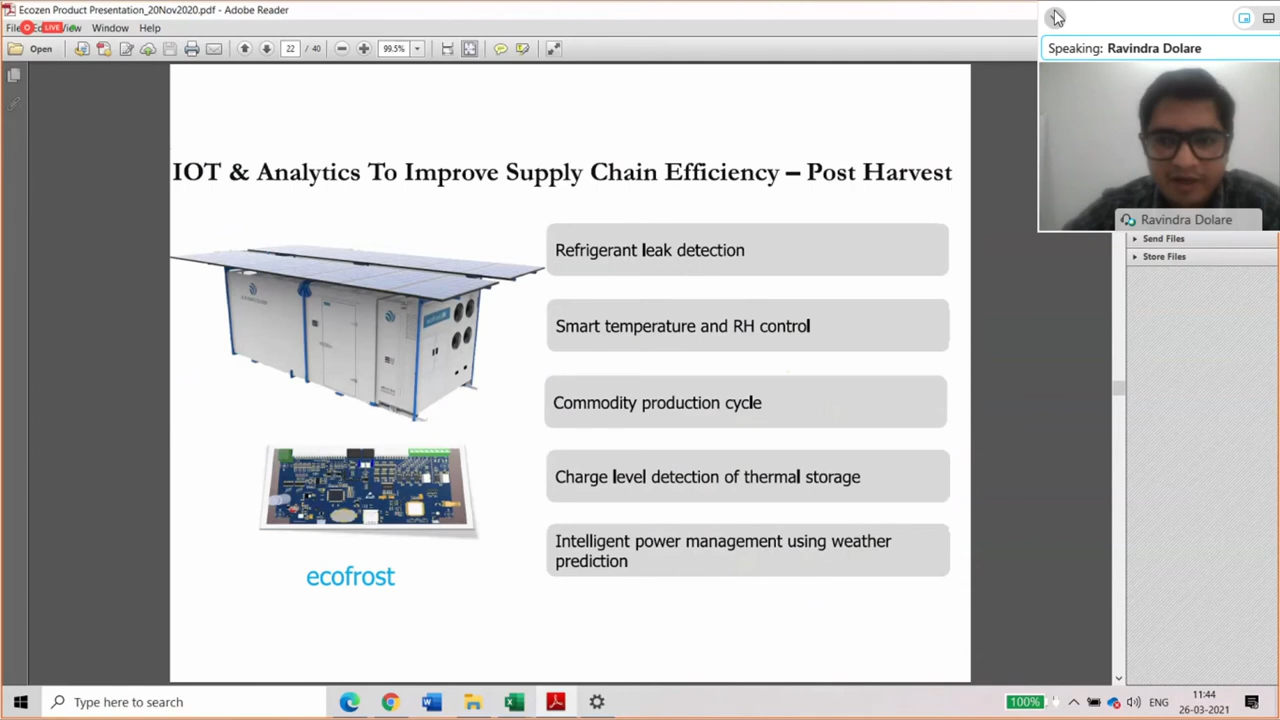 Ecozen Product Presentation_20Nov2020.pdf - Adobe Reader
LIVE
Window Help
Open
22 / 40
99.5%
Speaking: Ravindra Dolare
Ravindra Dolare
Send Files
Store Files
IOT & Analytics To Improve Supply Chain Efficiency – Post Harvest
Refrigerant leak detection
Smart temperature and RH control
Commodity production cycle
Charge level detection of thermal storage
Intelligent power management using weather
prediction
ecofrost
Type here to search
100%
ENG
11:44
26-03-2021